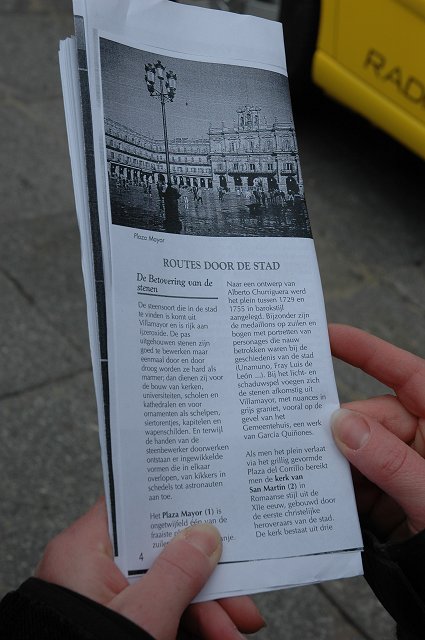 RADI
Plaza Mayor
ROUTES DOOR DE STAD
De Betovering van de
stenen
De steensoort die in de stad
te vinden is komt uit
Villamayor en is rijk aan
ijzeroxide. De pas
uitgehouwen stenen zijn
goed te bewerken maar
eenmaal door en door
droog worden ze hard als
marmer; dan dienen zij voor
de bouw van kerken,
universiteiten, scholen en
kathedralen en voor
ornamenten als schelpen,
siertorentjes, kapitelen en
wapenschilden. En terwijl
de handen van de
steenbewerker doorwerken
ontstaan er ingewikkelde
vormen die in elkaar
overlopen, van kikkers in
schedels tot astronauten
aan toe.
Het Plaza Mayor (1) is
ongetwijfeld één van de
Fraaiste
zuilen
4
Naar een ontwerp van
Alberto Churriguera werd
het plein tussen 1729 en
1755 in barokstijl
aangelegd. Bijzonder zijn
de medaillons op zuilen en
bogen met portretten van
personages die nauw
betrokken waren bij de
geschiedenis van de stad
(Unamuno, Fray Luis de
León ...). Bij het licht- en
schaduwspel voegen zich
de stenen afkomstig uit
Villamayor, met nuances in
grijs graniet, vooral op de
gevel van het
Gemeentehuis, een werk
van García Quiñones.
Als men het plein verlaat
via het grillig gevormde
Plaza del Corrillo bereikt
men de kerk van
San Martín (2) in
Romaanse stijl uit de
XIIe eeuw, gebouwd door
de eerste christelijke
heroveraars van de stad.
De kerk bestaat uit drie